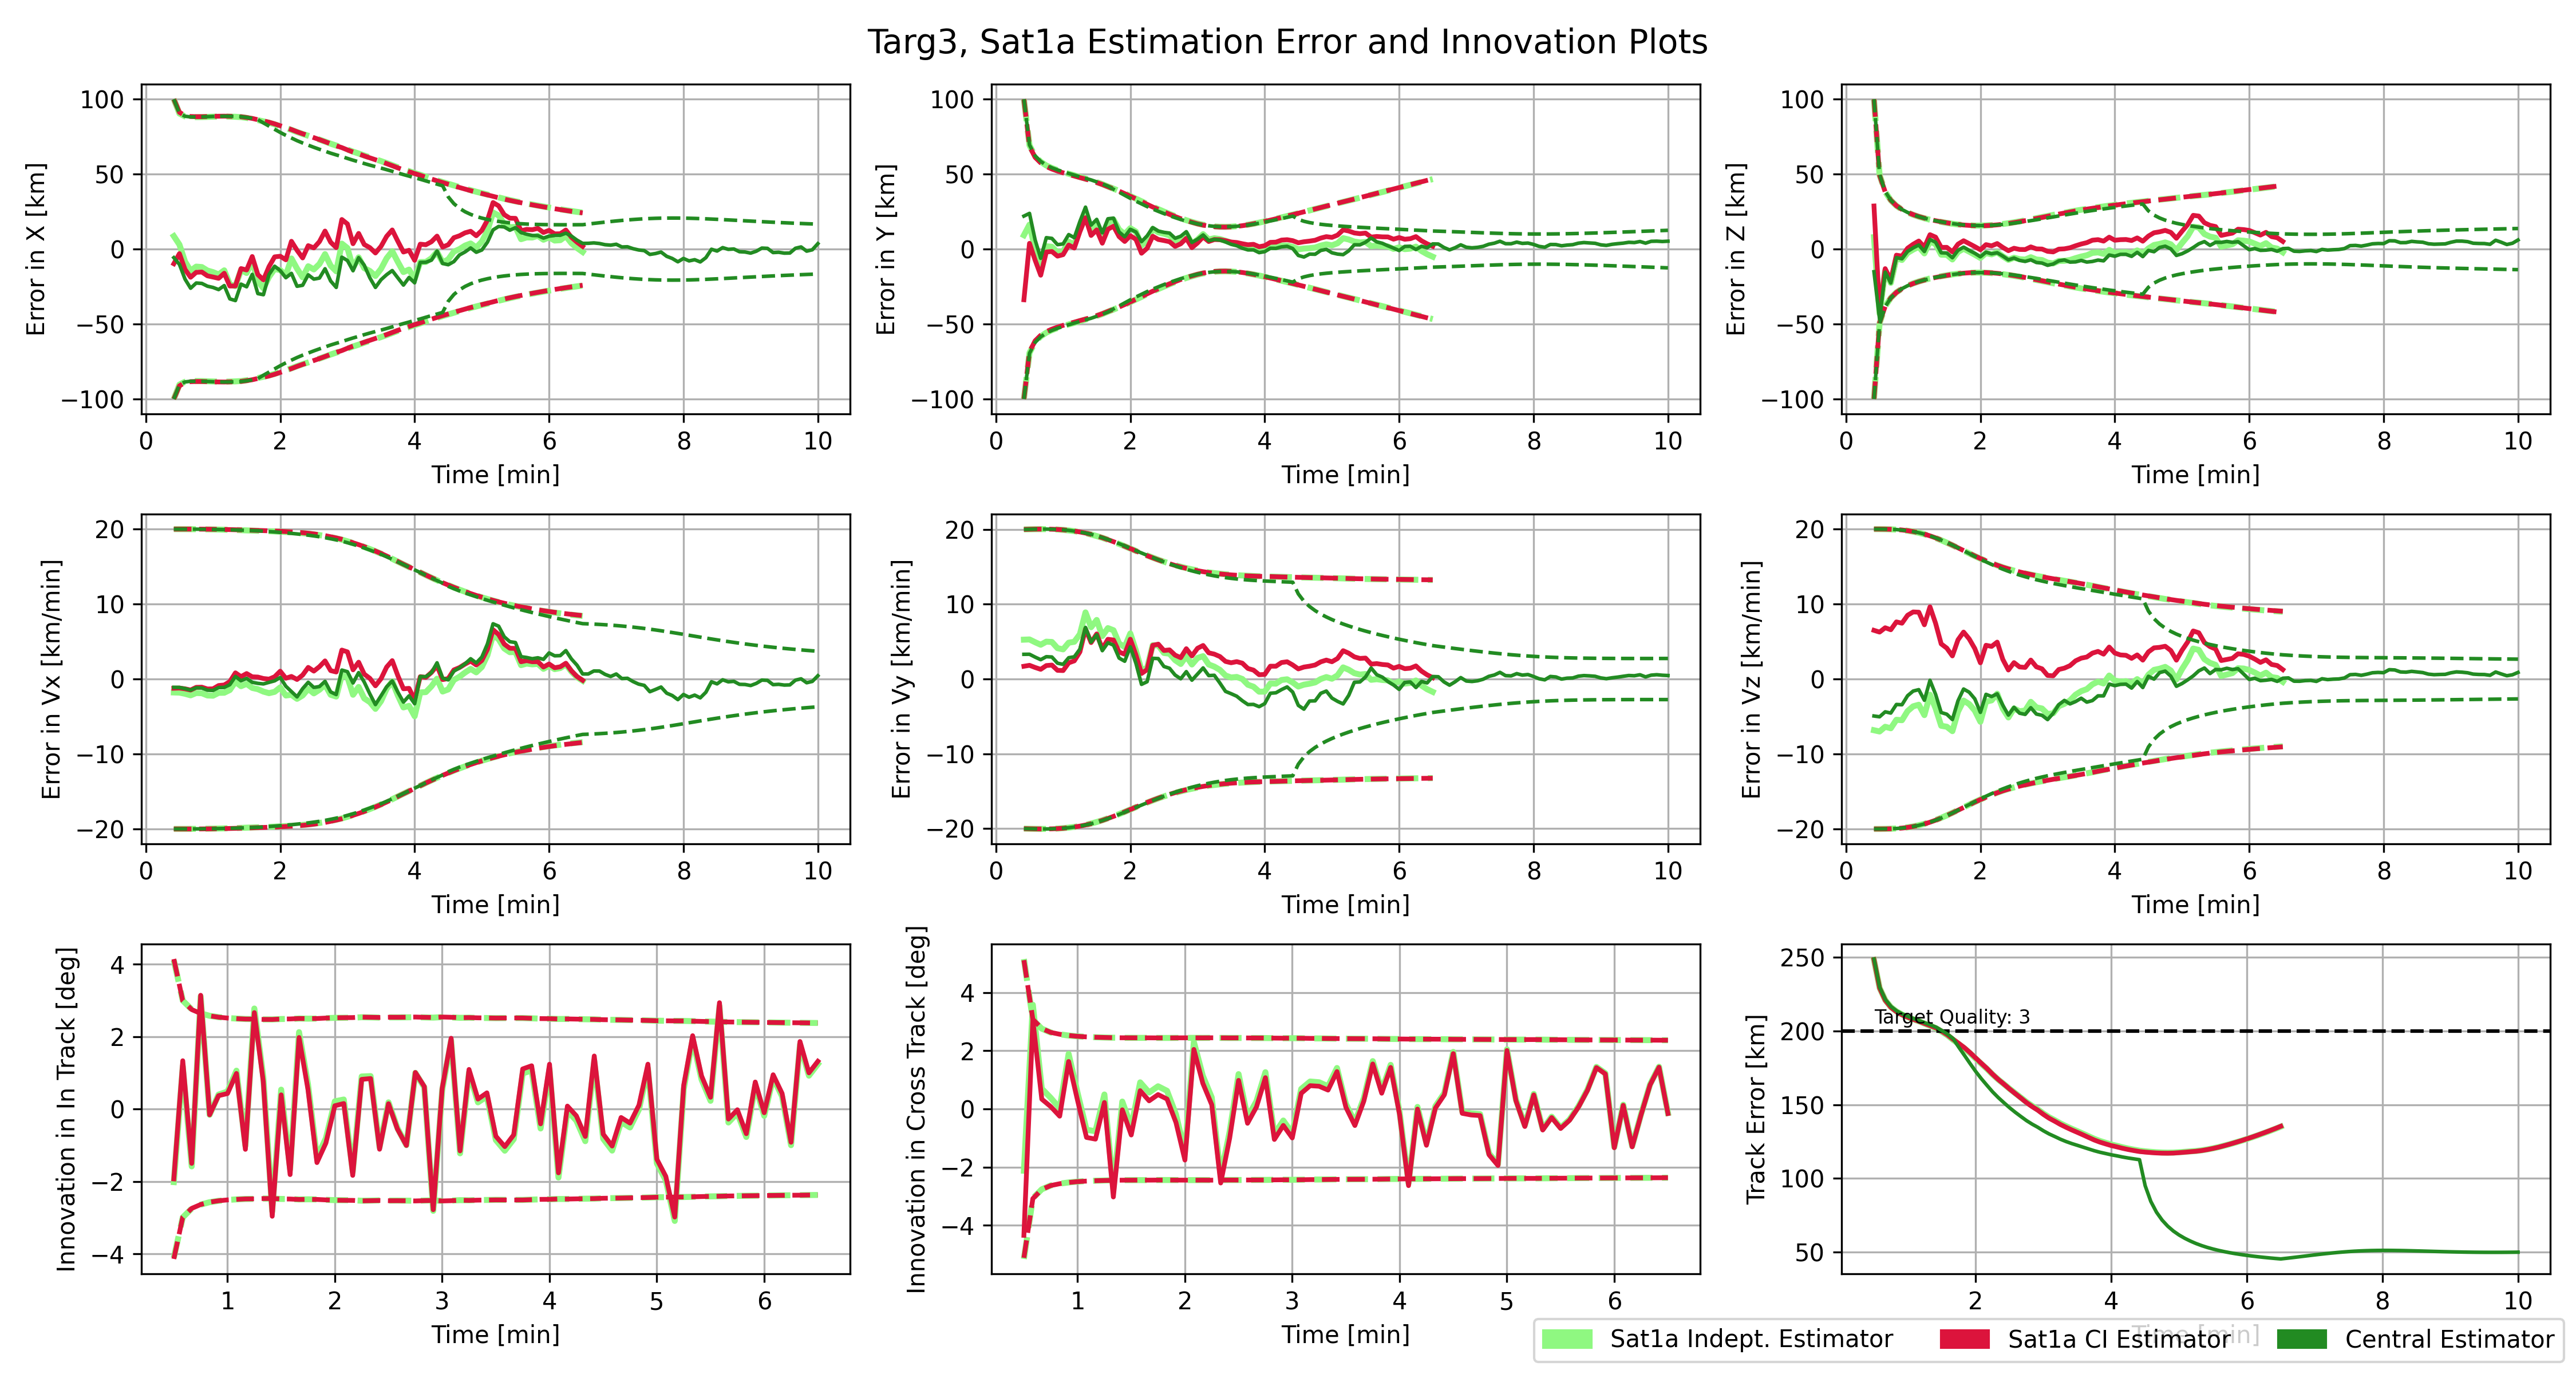 Targ3, Sat1a Estimation Error and Innovation Plots
Error in X [km]
100
50
0
−50
−100
0 2 4 6 8 10
Time [min]
Error in Y [km]
100
50
0
−50
−100
0 2 4 6 8 10
Time [min]
Error in Z [km]
100
50
0
−50
−100
0 2 4 6 8 10
Time [min]
Error in Vx [km/min]
20
10
0
−10
−20
0 2 4 6 8 10
Time [min]
Error in Vy [km/min]
20
10
0
−10
−20
0 2 4 6 8 10
Time [min]
Error in Vz [km/min]
20
10
0
−10
−20
0 2 4 6 8 10
Time [min]
Innovation in In Track [deg]
4
2
0
−2
−4
1 2 3 4 5 6
Time [min]
Innovation in Cross Track [deg]
4
2
0
−2
−4
1 2 3 4 5 6
Time [min]
Track Error [km]
250
200
150
100
50
Target Quality: 3
2 4 6 8 10
Time [min]
Sat1a Indept. Estimator
Sat1a CI Estimator
Central Estimator